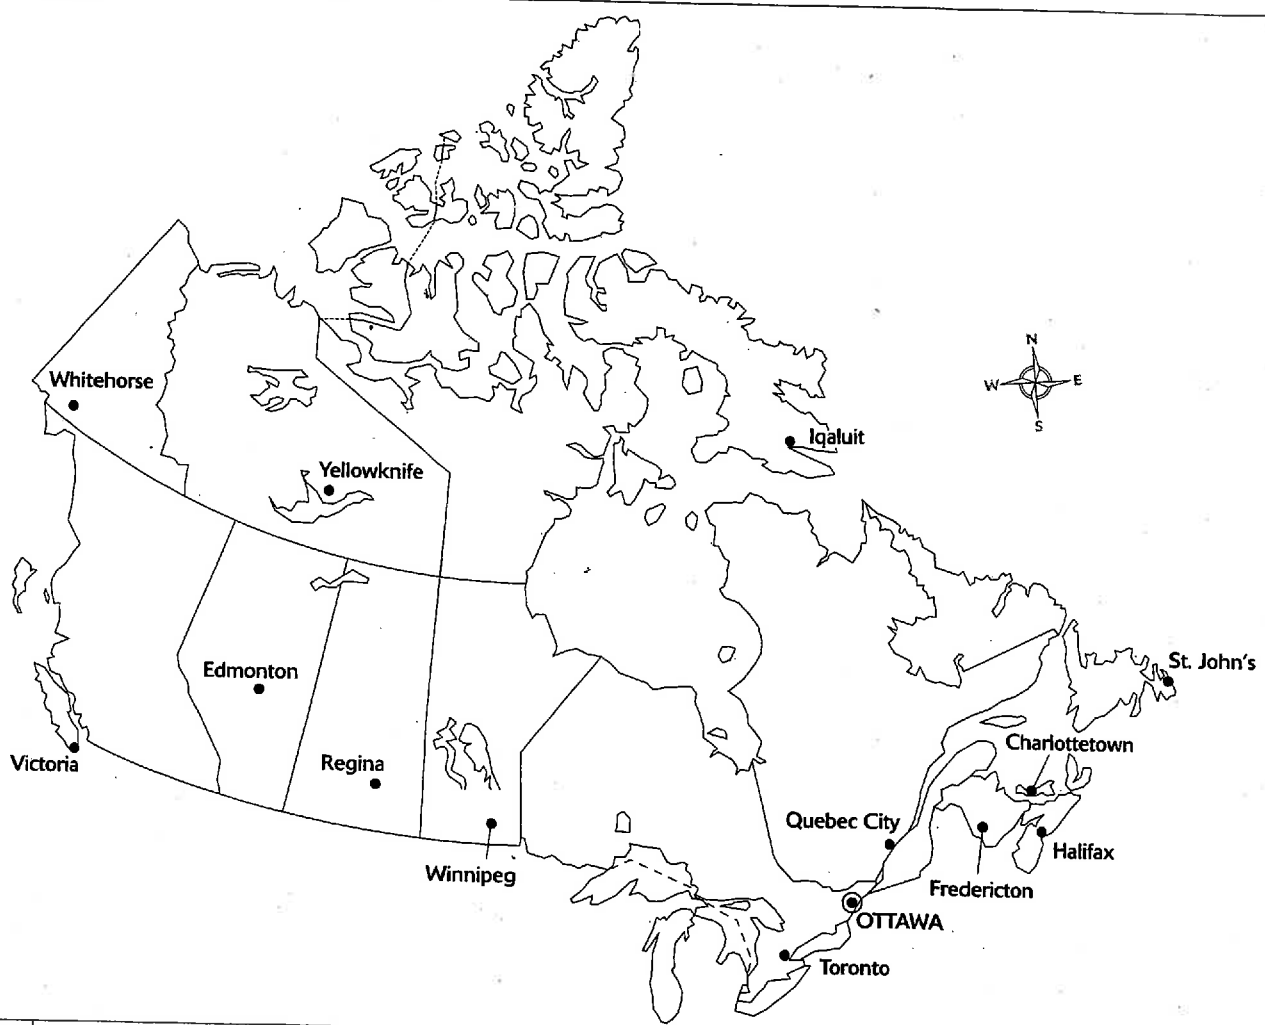 N
W
E
S
Whitehorse
Yellowknife
Iqaluit
Edmonton
St. John's
Victoria
Regina
Charlottetown
Quebec City
Winnipeg
Halifax
Fredericton
OTTAWA
Toronto